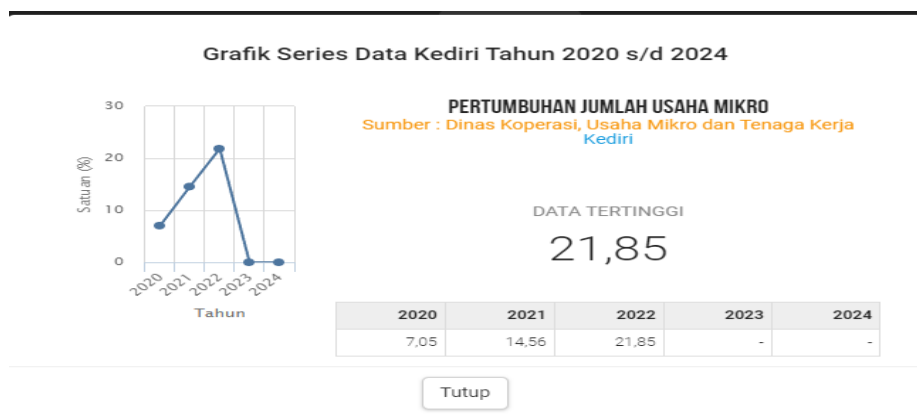 Grafik Series Data Kediri Tahun 2020 s/d 2024
30
20
10
0
Satuan (%)
2020
2021
2022
2023
2024
Tahun
PERTUMBUHAN JUMLAH USAHA MIKRO
Sumber : Dinas Koperasi, Usaha Mikro dan Tenaga Kerja
Kediri
DATA TERTINGGI
21,85
2020 2021 2022 2023 2024
7,05 14,56 21,85 - -
Tutup